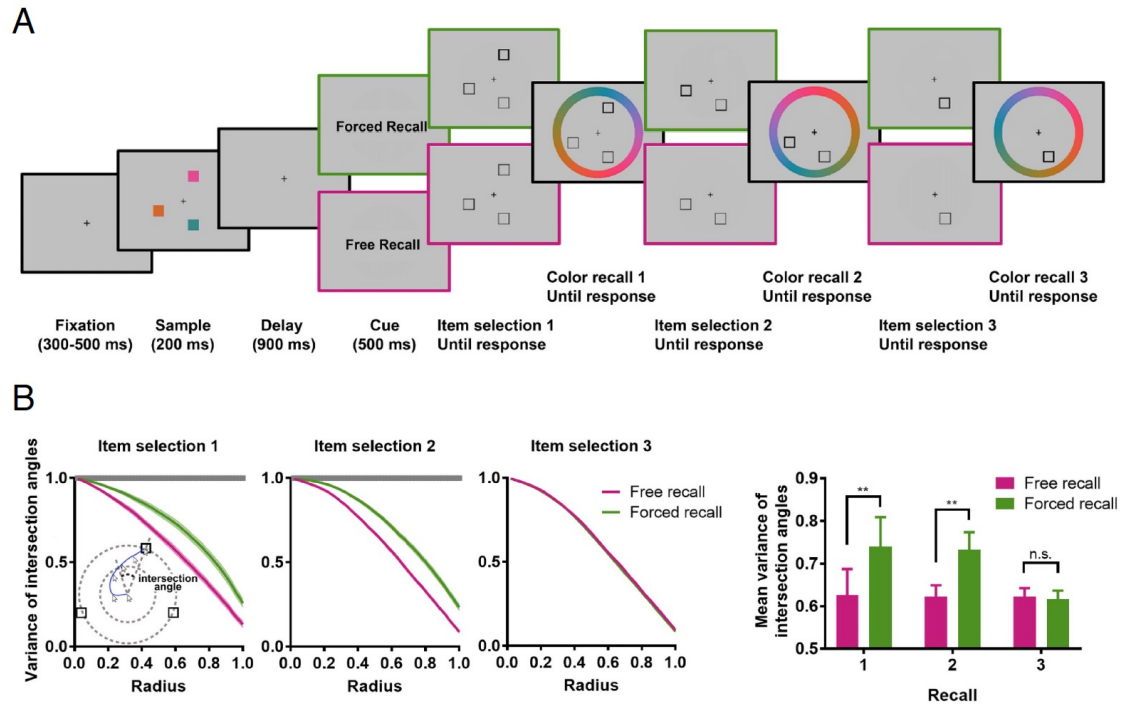 A
Forced Recall
Free Recall
Color recall 1
Until response
Color recall 2
Until response
Color recall 3
Until response
Fixation
(300-500 ms)
Sample
(200 ms)
Delay
(900 ms)
Cue
(500 ms)
Item selection 1
Until response
Item selection 2
Until response
Item selection 3
Until response
B
Variance of intersection angles
Item selection 1
1.0
0.5
0.0
intersection
angle
0.0 0.2 0.4 0.6 0.8 1.0
Radius
Item selection 2
1.0
0.5
0.0
0.0 0.2 0.4 0.6 0.8 1.0
Radius
Item selection 3
1.0
0.5
0.0
Free recall
Forced recall
0.0 0.2 0.4 0.6 0.8 1.0
Radius
Mean variance of
intersection angles
0.9
0.8
0.7
0.6
0.5
** ** n.s.
Free recall
Forced recall
1 2 3
Recall